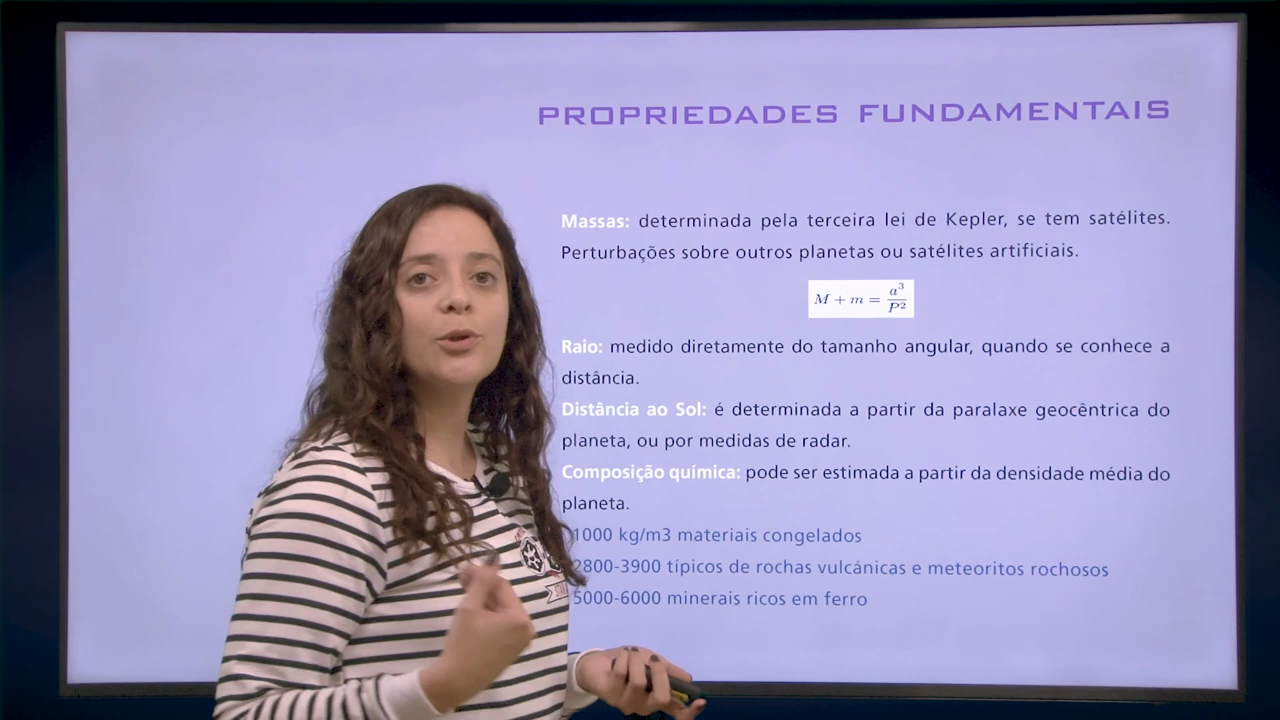 PROPRIEDADES FUNDAMENTAIS
Massas: determinada pela terceira lei de Kepler, se tem satélites.
Perturbações sobre outros planetas ou satélites artificiais.
M + m = a³/P²
Raio: medido diretamente do tamanho angular, quando se conhece a
distância.
Distância ao Sol: é determinada a partir da paralaxe geocêntrica do
planeta, ou por medidas de radar.
Composição química: pode ser estimada a partir da densidade média do
planeta.
1000 kg/m3 materiais congelados
2800-3900 típicos de rochas vulcánicas e meteoritos rochosos
5000-6000 minerais ricos em ferro